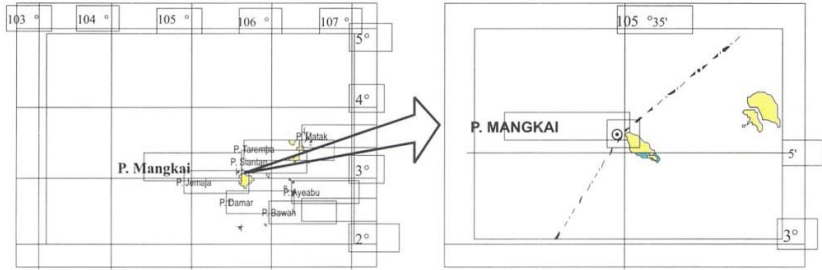 103 ° 104 ° 105 ° 106 ° 107 °
5°
4°
P. Matak
P. Tarempa
P. Siantan
P. Mangkai
3°
P. Jemaja
P. Ayeabu
P. Damar
P. Bawah
2°
105 °35'
P. MANGKAI
5'
3°